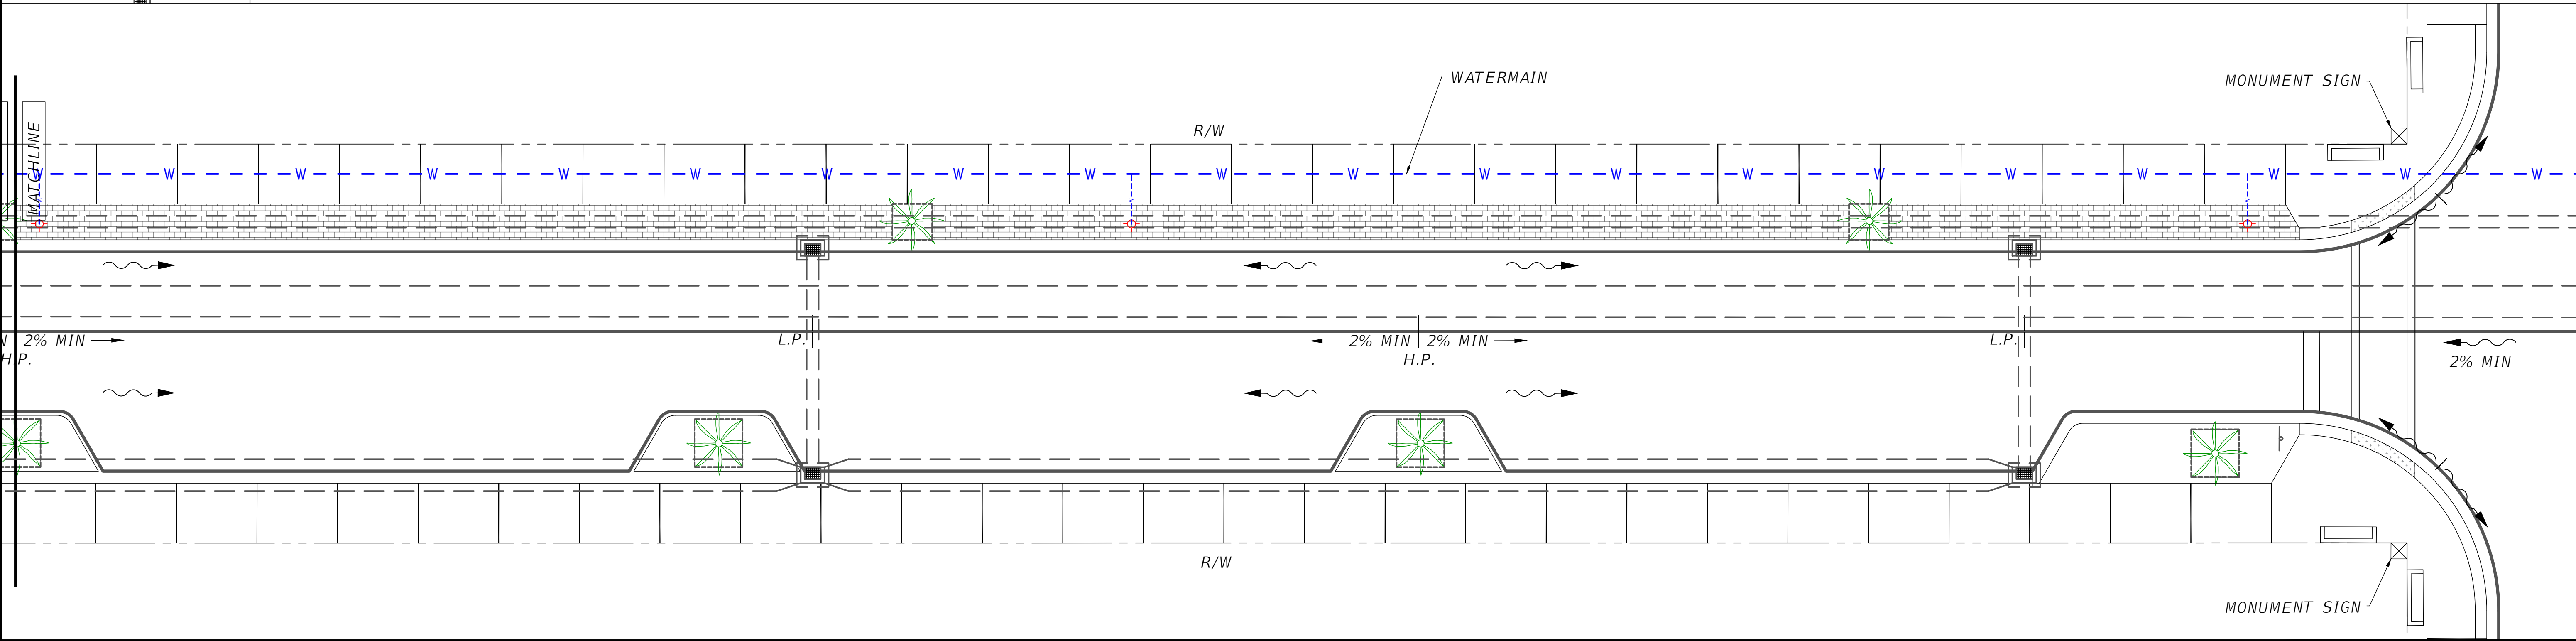 WATERMAIN
MONUMENT SIGN
R/W
MATCHLINE
W W W W W W W W W W W W W W W W W W W W
N 2% MIN
H.P.
L.P.
2% MIN 2% MIN
H.P.
L.P.
2% MIN
R/W
MONUMENT SIGN